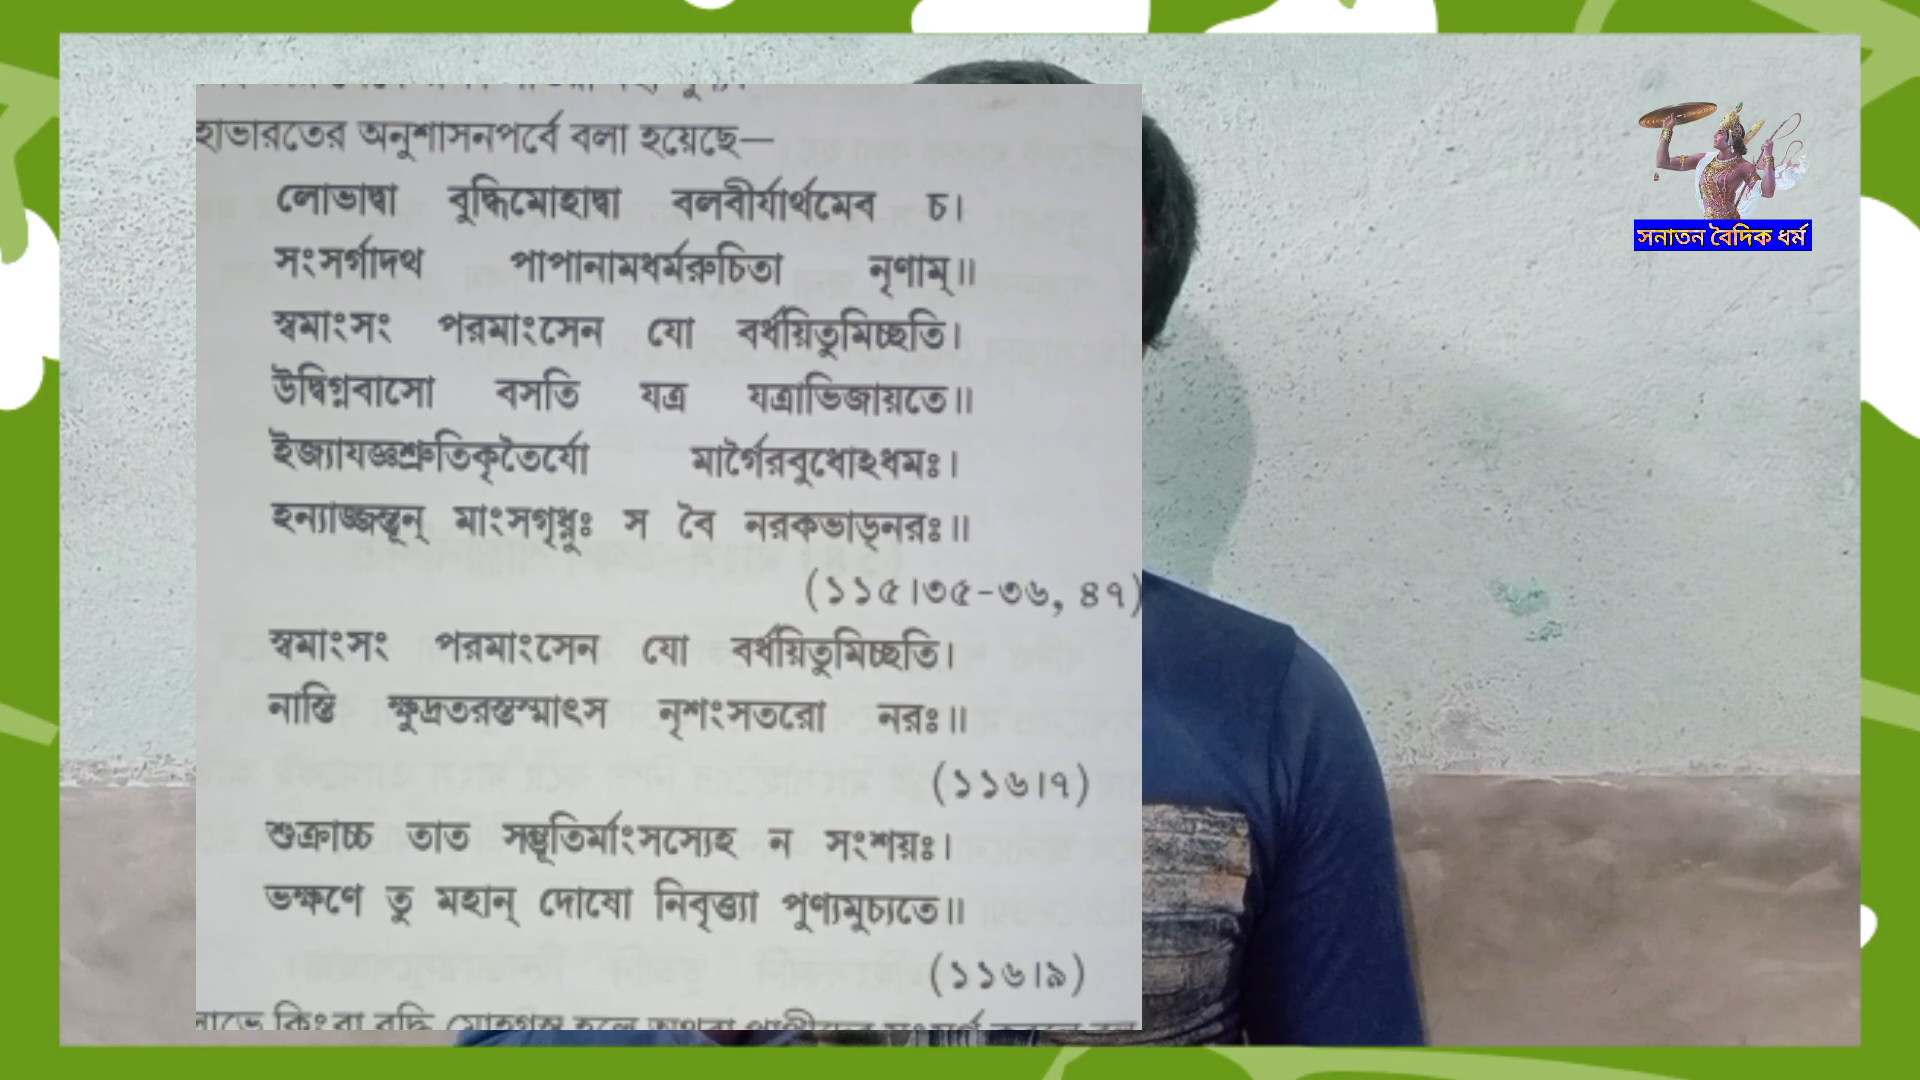 হাভারতের অনুশাসনপর্বে বলা হয়েছে—
লোভাদ্বা বুদ্ধিমোহাদ্বা বলবীর্যার্থমেব চ।
সংসর্গাদথ পাপানামধর্মরুচিতা নৃণাম্॥
স্বমাংসং পরমাংসেন যো বর্ধয়িতুমিচ্ছতি।
উদ্বিগ্নবাসো বসতি যত্র যত্রাভিজায়তে॥
ইজ্যাযজ্ঞশ্রুতিকৃতৈর্যো মার্গৈরবুধোঽধমঃ।
হন্যাজ্জন্তূন্ মাংসগৃধ্নুঃ স বৈ নরকভাঙ্নরঃ॥
(১১৫।৩৫-৩৬, ৪৭)
স্বমাংসং পরমাংসেন যো বর্ধয়িতুমিচ্ছতি।
নাস্তি ক্ষুদ্রতরস্তস্মাৎস নৃশংসতরো নরঃ॥
(১১৬।৭)
শুক্রাচ্চ তাত সম্ভূতির্মাংসস্যেহ ন সংশয়ঃ।
ভক্ষণে তু মহান্ দোষো নিবৃত্ত্যা পুণ্যমুচ্যতে॥
(১১৬।৯)
সনাতন বৈদিক ধর্ম